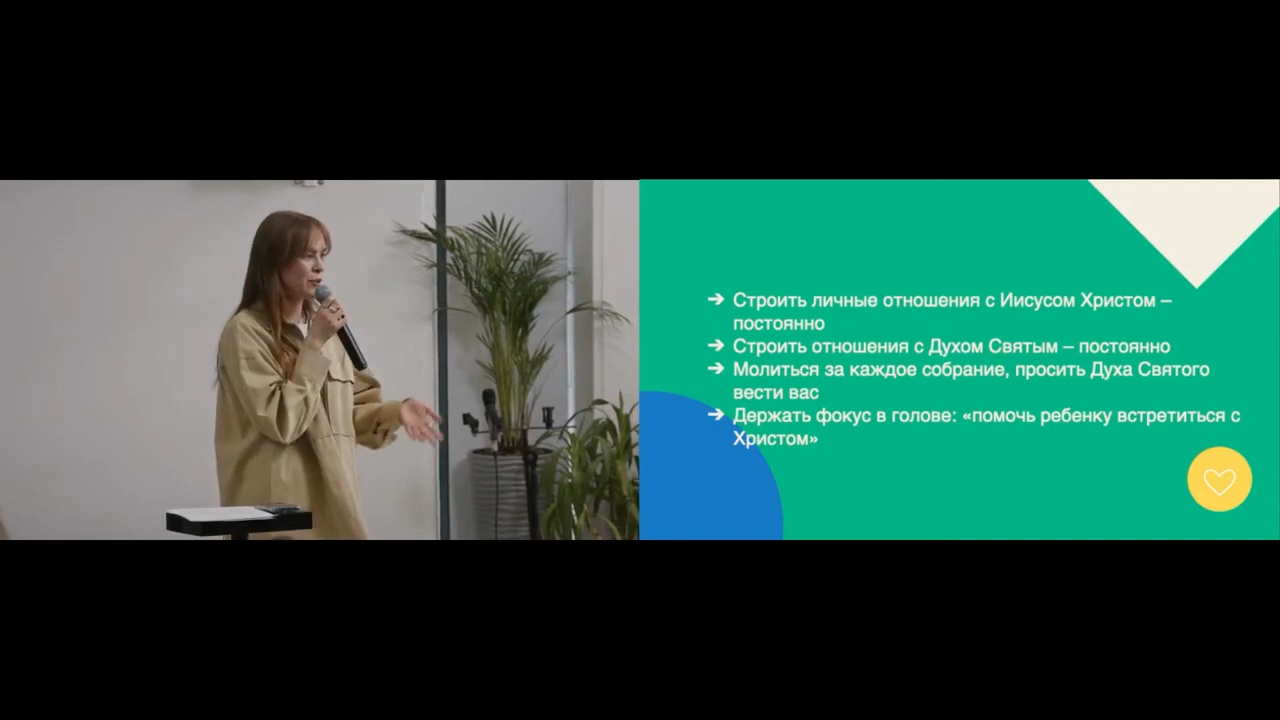 ➔ Строить личные отношения с Иисусом Христом –
постоянно
➔ Строить отношения с Духом Святым – постоянно
➔ Молиться за каждое собрание, просить Духа Святого
вести вас
➔ Держать фокус в голове: «помочь ребенку встретиться с
Христом»